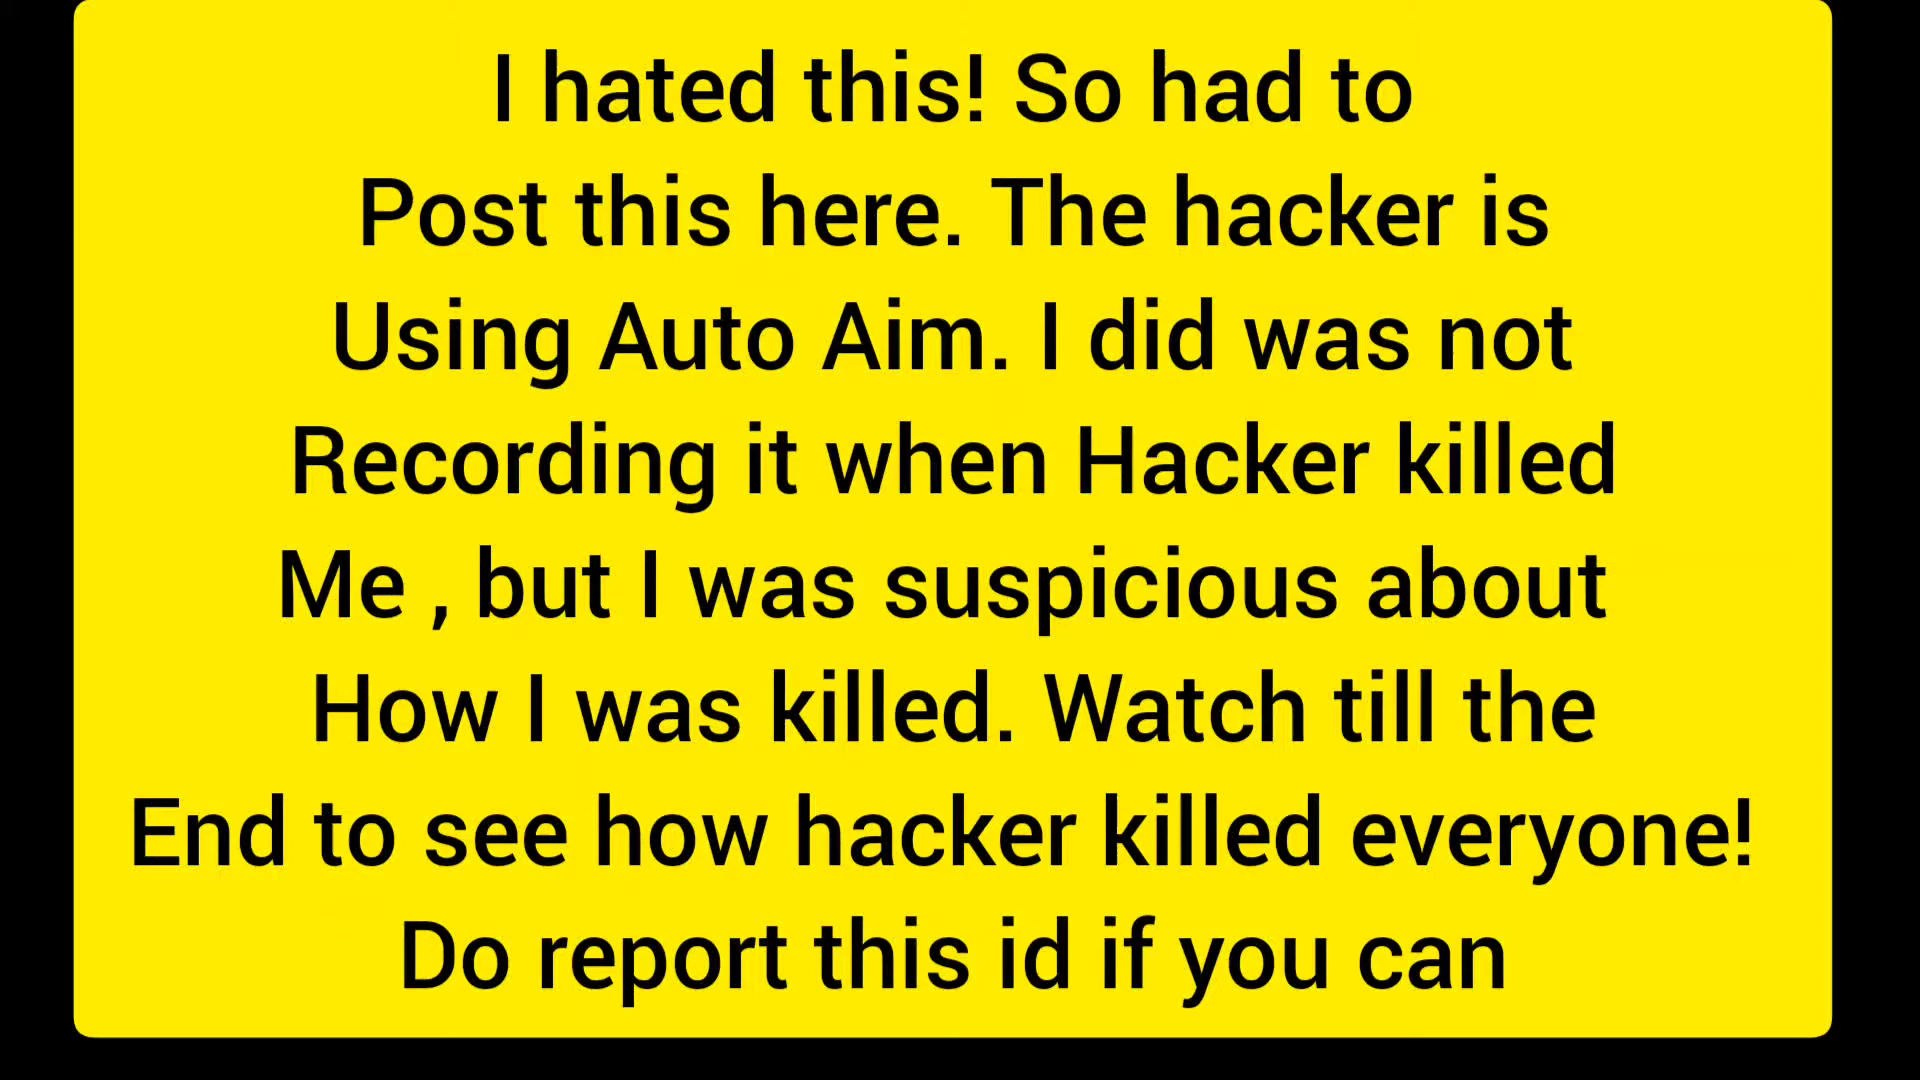 I hated this! So had to
Post this here. The hacker is
Using Auto Aim. I did was not
Recording it when Hacker killed
Me , but I was suspicious about
How I was killed. Watch till the
End to see how hacker killed everyone!
Do report this id if you can